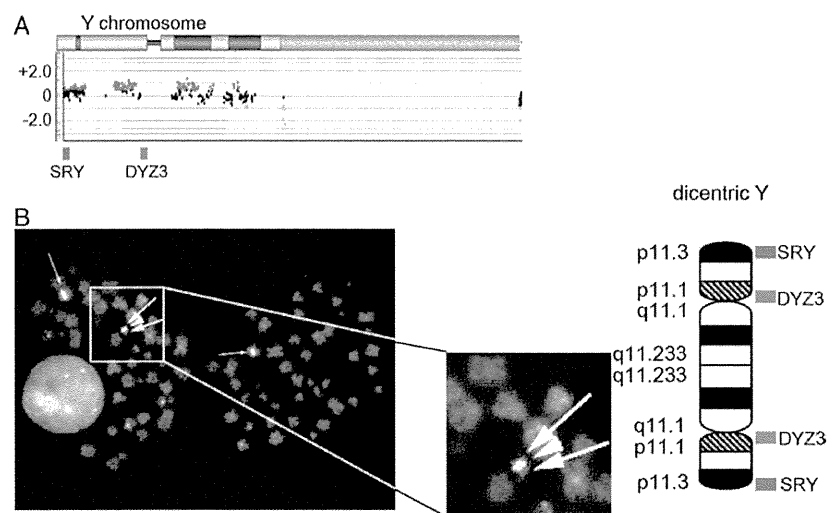 A
Y chromosome
+2.0
0
-2.0
SRY
DYZ3
B
dicentric Y
p11.3
SRY
p11.1
DYZ3
q11.1
q11.233
q11.233
q11.1
DYZ3
p11.1
p11.3
SRY